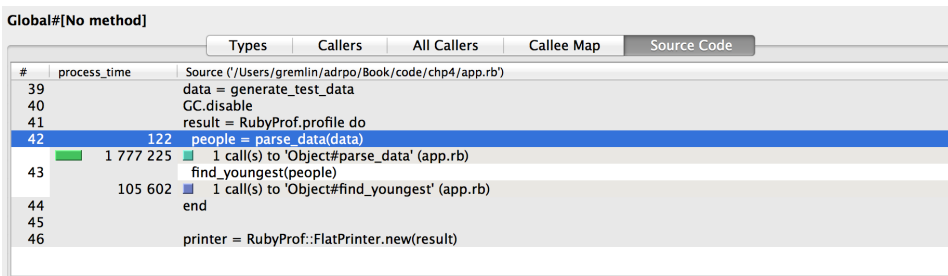 Global#[No method]
Types Callers All Callers Callee Map Source Code
# process_time Source ('/Users/gremlin/adrpo/Book/code/chp4/app.rb')
39 data = generate_test_data
40 GC.disable
41 result = RubyProf.profile do
42 122 people = parse_data(data)
1 777 225 1 call(s) to 'Object#parse_data' (app.rb)
43 find_youngest(people)
105 602 1 call(s) to 'Object#find_youngest' (app.rb)
44 end
45
46 printer = RubyProf::FlatPrinter.new(result)